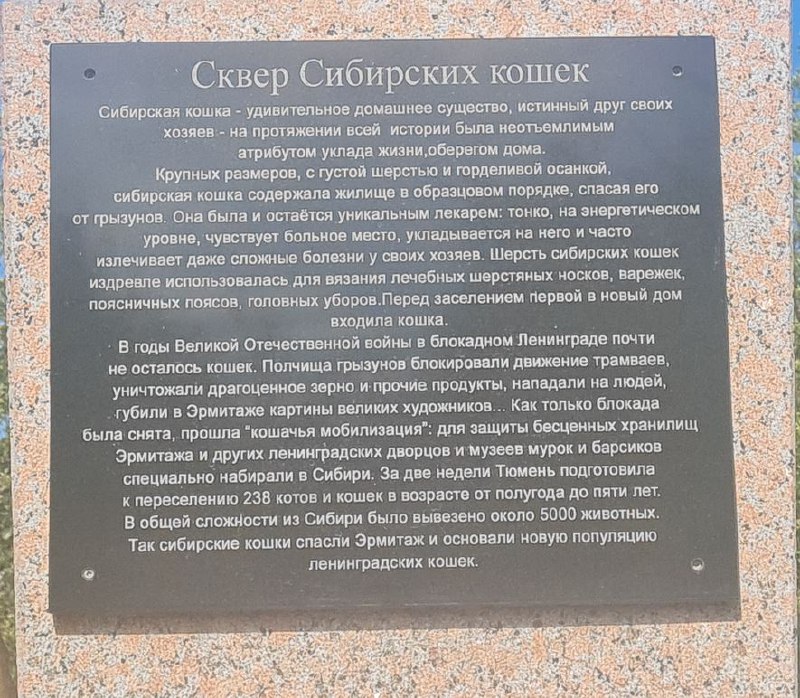 Сквер Сибирских кошек
Сибирская кошка - удивительное домашнее существо, истинный друг своих
хозяев - на протяжении всей истории была неотъемлимым
атрибутом уклада жизни,оберегом дома.
Крупных размеров, с густой шерстью и горделивой осанкой,
сибирская кошка содержала жилище в образцовом порядке, спасая его
от грызунов. Она была и остаётся уникальным лекарем: тонко, на энергетическом
уровне, чувствует больное место, укладывается на него и часто
излечивает даже сложные болезни у своих хозяев. Шерсть сибирских кошек
издревле использовалась для вязания лечебных шерстяных носков, варежек,
поясничных поясов, головных уборов.Перед заселением первой в новый дом
входила кошка.
В годы Великой Отечественной войны в блокадном Ленинграде почти
не осталось кошек. Полчища грызунов блокировали движение трамваев,
уничтожали драгоценное зерно и прочие продукты, нападали на людей,
губили в Эрмитаже картины великих художников... Как только блокада
была снята, прошла "кошачья мобилизация": для защиты бесценных хранилищ
Эрмитажа и других ленинградских дворцов и музеев мурок и барсиков
специально набирали в Сибири. За две недели Тюмень подготовила
к переселению 238 котов и кошек в возрасте от полугода до пяти лет.
В общей сложности из Сибири было вывезено около 5000 животных.
Так сибирские кошки спасли Эрмитаж и основали новую популяцию
ленинградских кошек.